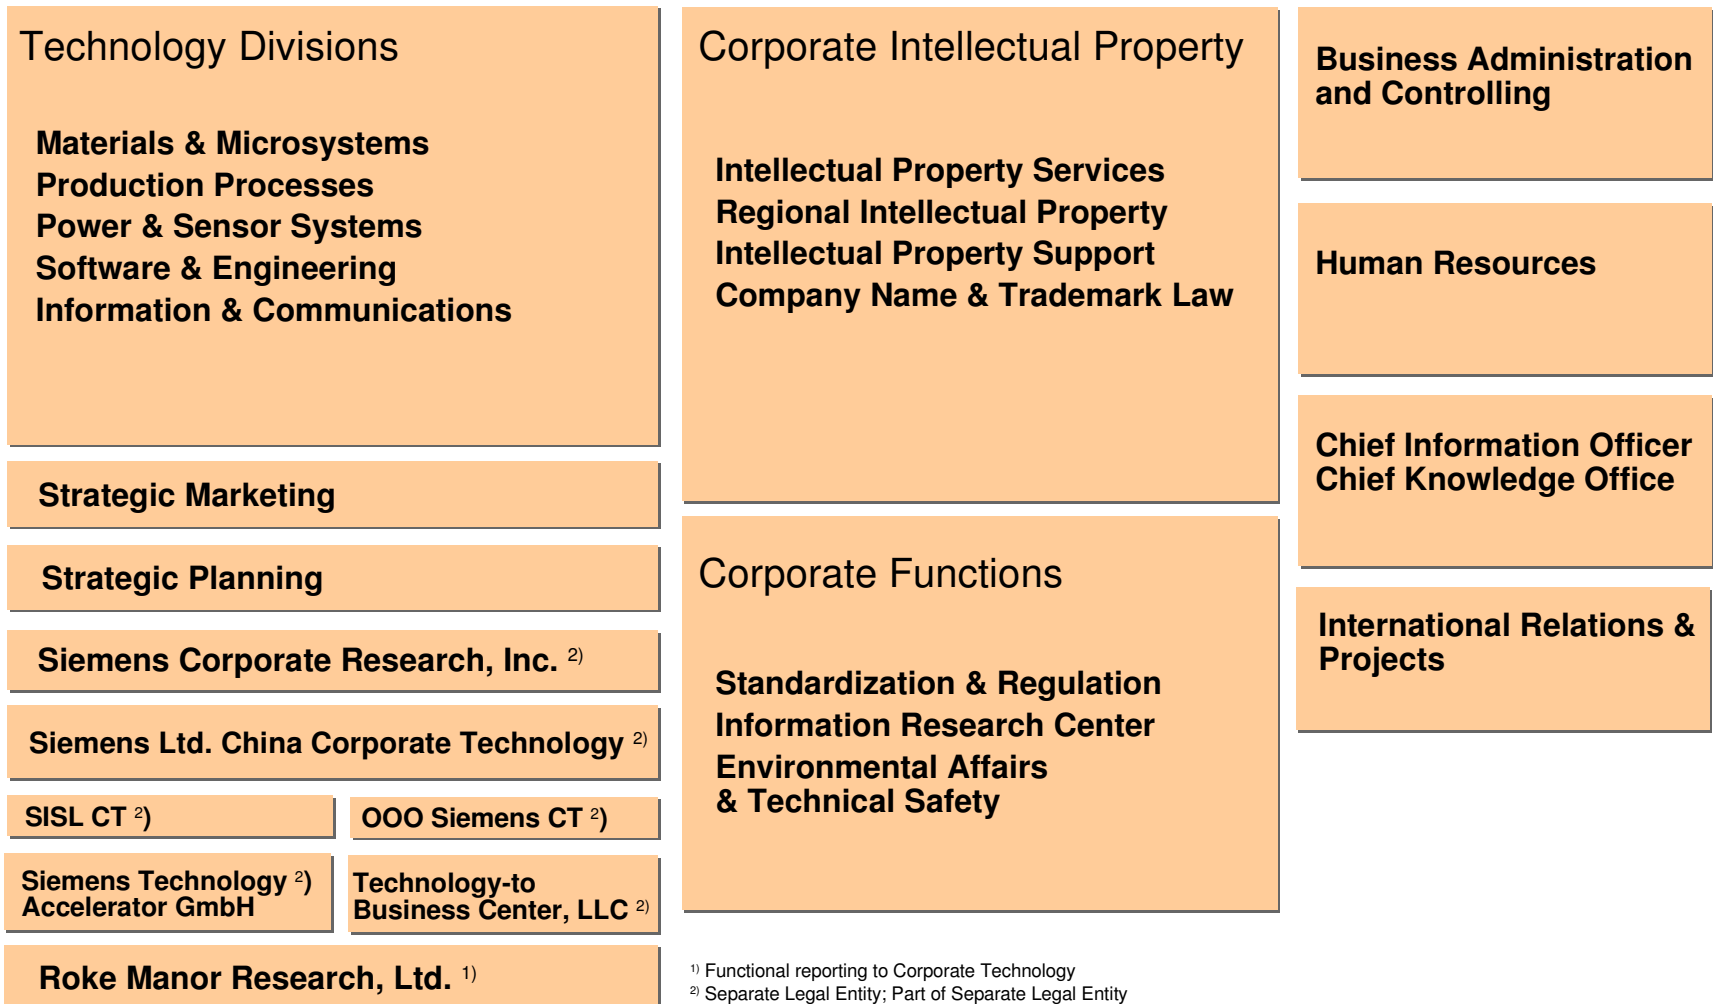 Technology Divisions
Materials & Microsystems
Production Processes
Power & Sensor Systems
Software & Engineering
Information & Communications
Strategic Marketing
Strategic Planning
Siemens Corporate Research, Inc. 2)
Siemens Ltd. China Corporate Technology 2)
SISL CT 2)
OOO Siemens CT 2)
Siemens Technology 2)
Accelerator GmbH
Technology-to
Business Center, LLC 2)
Roke Manor Research, Ltd. 1)
Corporate Intellectual Property
Intellectual Property Services
Regional Intellectual Property
Intellectual Property Support
Company Name & Trademark Law
Corporate Functions
Standardization & Regulation
Information Research Center
Environmental Affairs
& Technical Safety
Business Administration
and Controlling
Human Resources
Chief Information Officer
Chief Knowledge Office
International Relations &
Projects
1) Functional reporting to Corporate Technology
2) Separate Legal Entity; Part of Separate Legal Entity